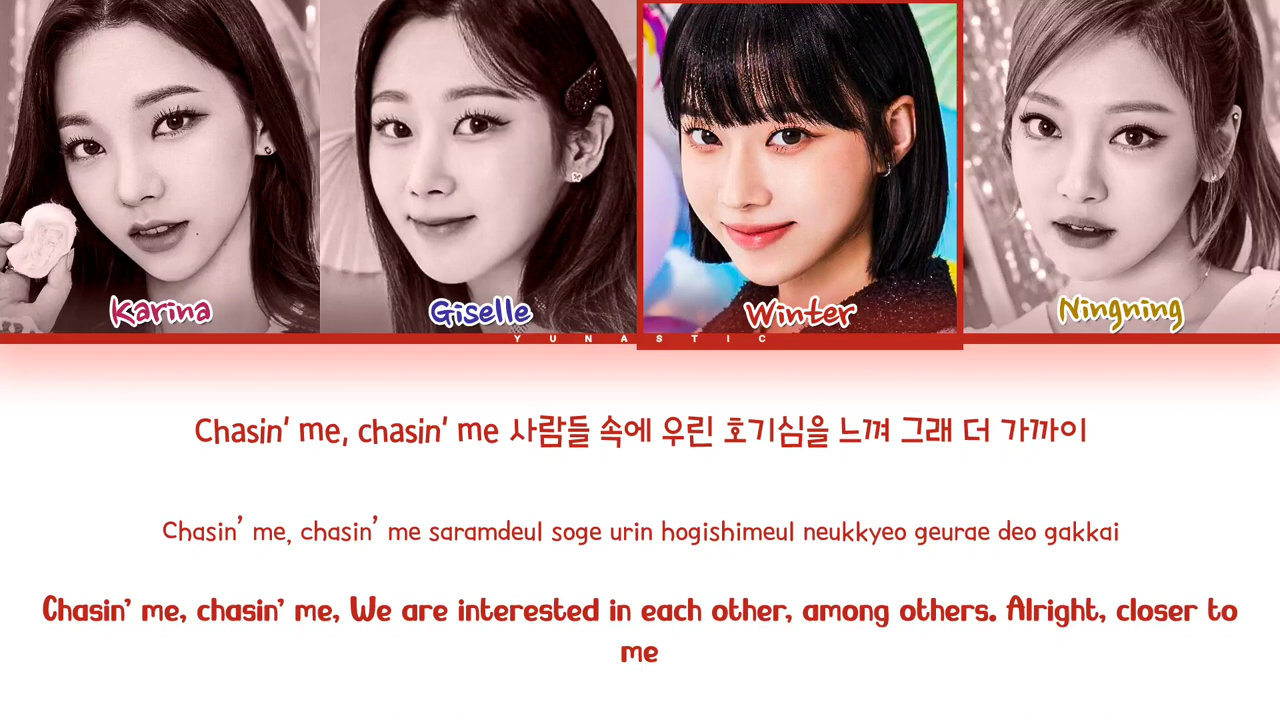 Karina
Giselle
Winter
Ningning
YUNASTIC
Chasin' me, chasin' me 사람들 속에 우린 호기심을 느껴 그래 더 가까이
Chasin' me, chasin' me saramdeul soge urin hogishimeul neukkyeo geurae deo gakkai
Chasin' me, chasin' me, We are interested in each other, among others. Alright, closer to
me